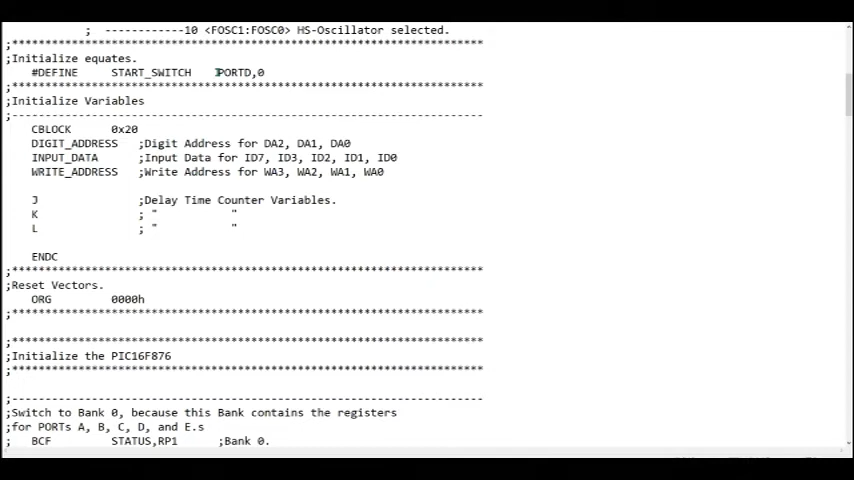 ; ------------10 <FOSC1:FOSC0> HS-Oscillator selected.
;**********************************************************************
;Initialize equates.
#DEFINE START_SWITCH PORTD,0
;**********************************************************************
;Initialize Variables
;----------------------------------------------------------------------
CBLOCK 0x20
DIGIT_ADDRESS ;Digit Address for DA2, DA1, DA0
INPUT_DATA ;Input Data for ID7, ID3, ID2, ID1, ID0
WRITE_ADDRESS ;Write Address for WA3, WA2, WA1, WA0
J ;Delay Time Counter Variables.
K ; " "
L ; " "
ENDC
;**********************************************************************
;Reset Vectors.
ORG 0000h
;**********************************************************************
;**********************************************************************
;Initialize the PIC16F876
;**********************************************************************
;----------------------------------------------------------------------
;Switch to Bank 0, because this Bank contains the registers
;for PORTs A, B, C, D, and E.s
; BCF STATUS,RP1 ;Bank 0.